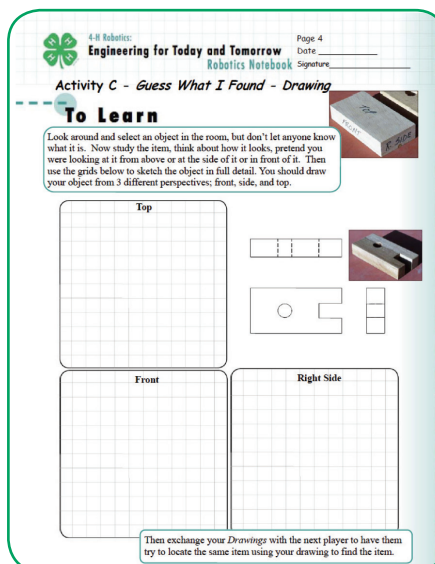 4-H Robotics:
Engineering for Today and Tomorrow
Robotics Notebook
Page 4
Date
Signature
Activity C - Guess What I Found - Drawing
To Learn
Look around and select an object in the room, but don't let anyone know
what it is. Now study the item, think about how it looks, pretend you
were looking at it from above or at the side of it or in front of it. Then
use the grids below to sketch the object in full detail. You should draw
your object from 3 different perspectives; front, side, and top.
H H
H H
TOP
FRONT
R SIDE
Top
Front
Right Side
Then exchange your Drawings with the next player to have them
try to locate the same item using your drawing to find the item.